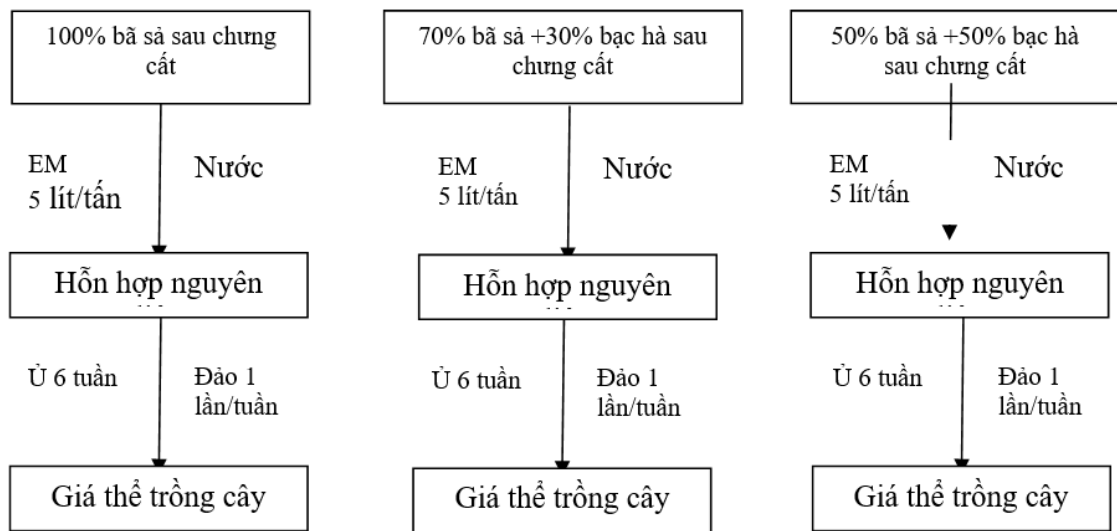 100% bã sả sau chưng
cất
70% bã sả +30% bạc hà sau
chưng cất
50% bã sả +50% bạc hà
sau chưng cất
EM
5 lít/tấn
Nước
EM
5 lít/tấn
Nước
EM
5 lít/tấn
Nước
Hỗn hợp nguyên
Hỗn hợp nguyên
Hỗn hợp nguyên
Ủ 6 tuần
Đảo 1
lần/tuần
Ủ 6 tuần
Đảo 1
lần/tuần
Ủ 6 tuần
Đảo 1
lần/tuần
Giá thể trồng cây
Giá thể trồng cây
Giá thể trồng cây